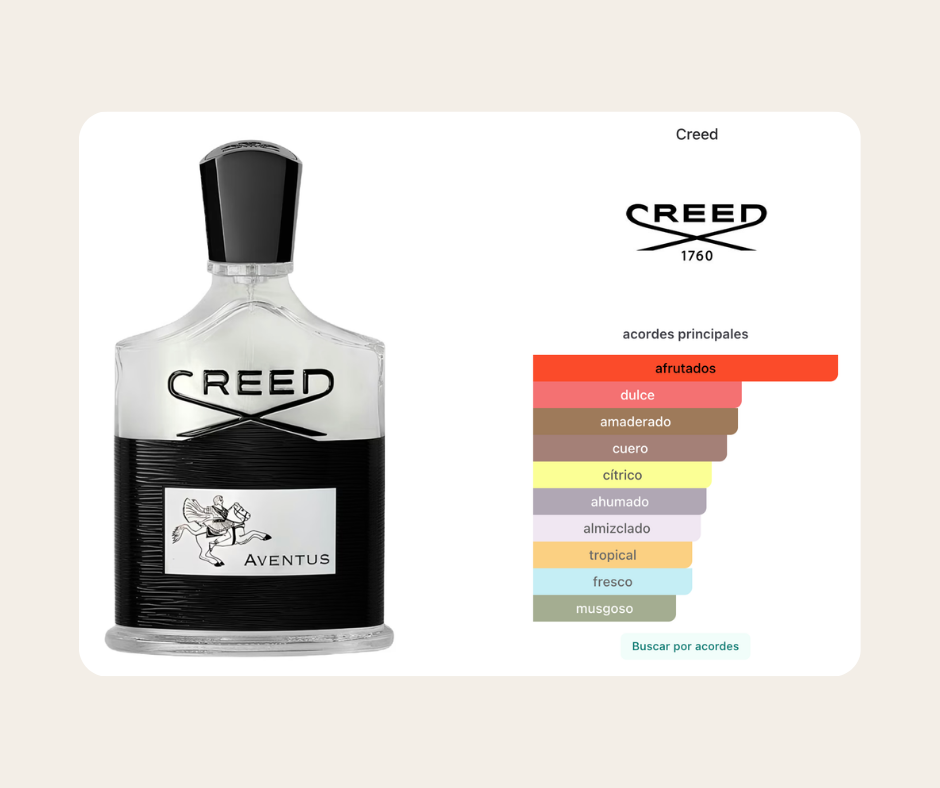 CREED
AVENTUS
Creed
CREED
1760
acordes principales
afrutados
dulce
amaderado
cuero
cítrico
ahumado
almizclado
tropical
fresco
musgoso
Buscar por acordes